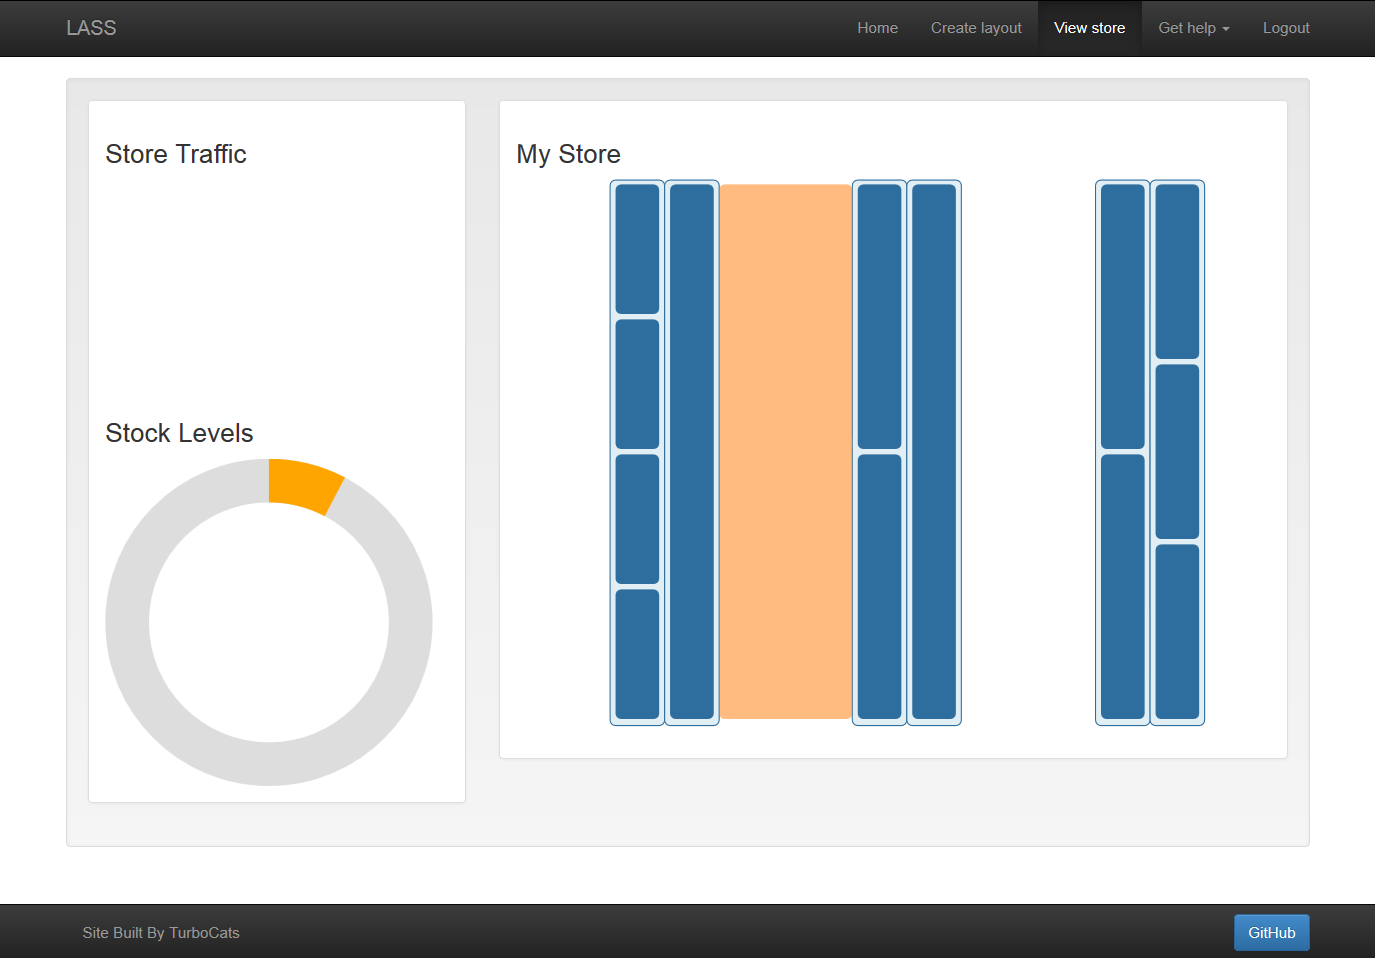 LASS
Home
Create layout
View store
Get help
Logout
Store Traffic
My Store
Stock Levels
Site Built By TurboCats
GitHub